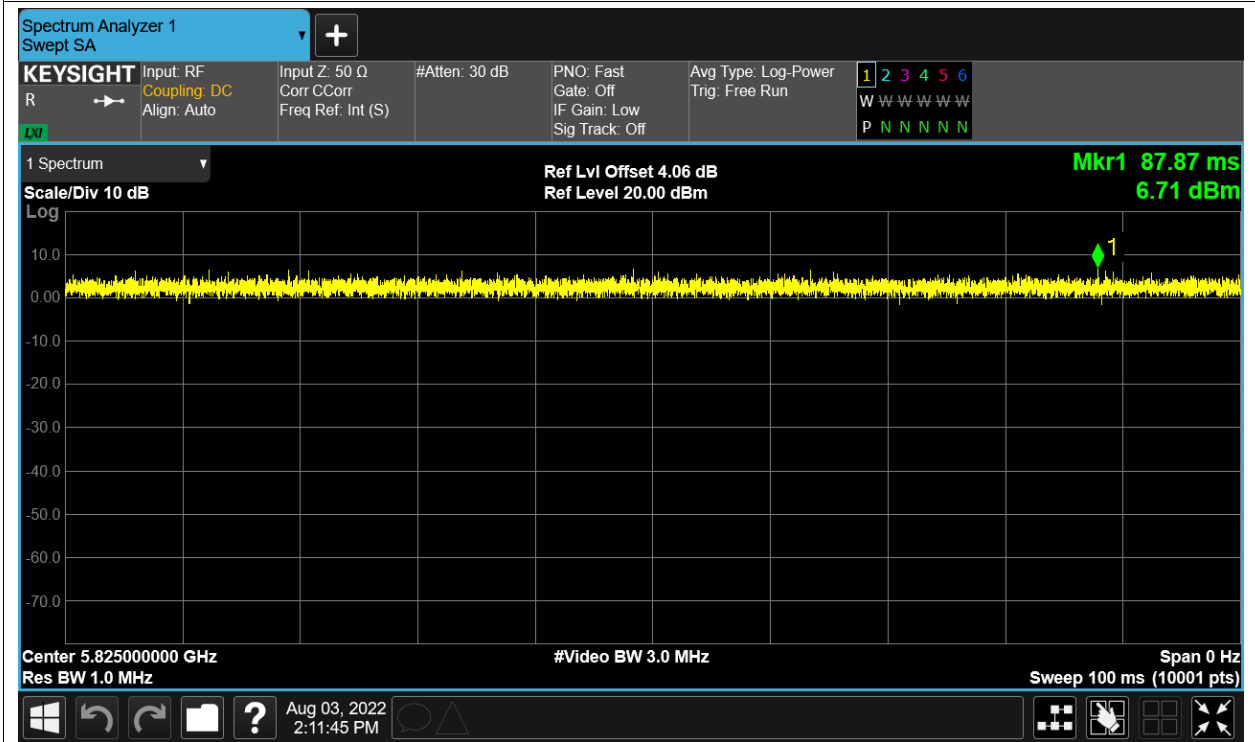 Spectrum Analyzer 1
Swept SA
+
KEYSIGHT
R
LXI
Input: RF
Coupling: DC
Align: Auto
Input Z: 50 Ω
Corr CCorr
Freq Ref: Int (S)
#Atten: 30 dB
PNO: Fast
Gate: Off
IF Gain: Low
Sig Track: Off
Avg Type: Log-Power
Trig: Free Run
1 2 3 4 5 6
W W W W W W
P N N N N N
1 Spectrum
Scale/Div 10 dB
Ref Lvl Offset 4.06 dB
Ref Level 20.00 dBm
Mkr1 87.87 ms
6.71 dBm
Log
1
10.0
0.00
-10.0
-20.0
-30.0
-40.0
-50.0
-60.0
-70.0
Center 5.825000000 GHz
#Video BW 3.0 MHz
Span 0 Hz
Res BW 1.0 MHz
Sweep 100 ms (10001 pts)
?
Aug 03, 2022
2:11:45 PM